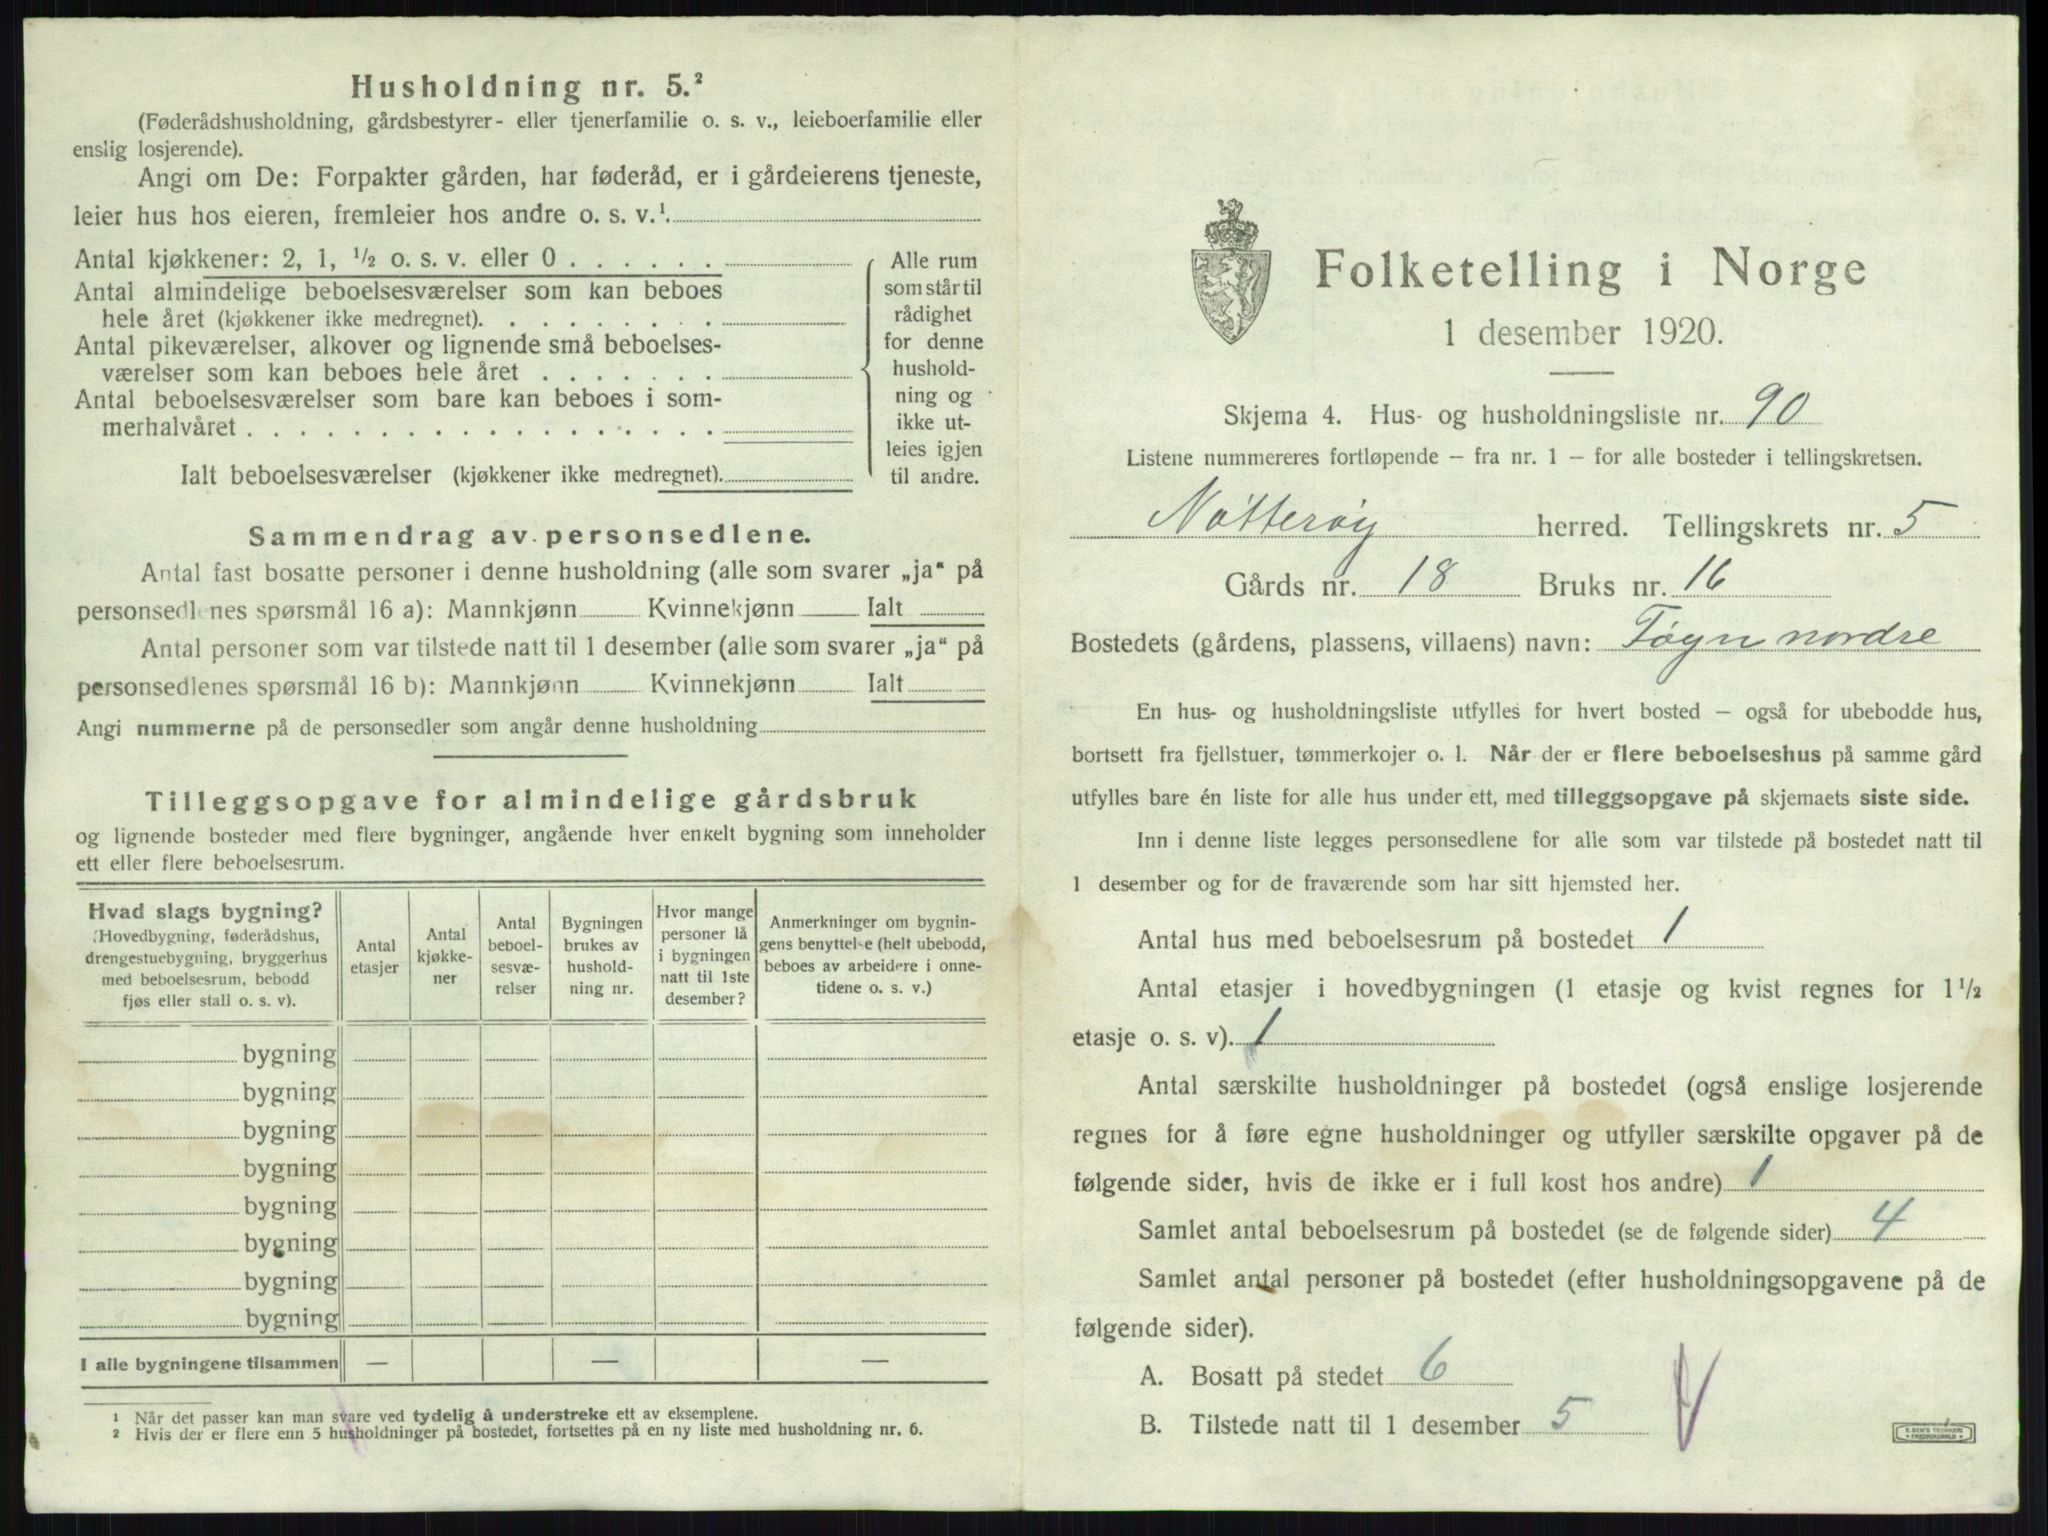 Husholdning nr. 5.²
(Føderådshusholdning, gårdsbestyrer- eller tjenerfamilie o. s. v., leieboerfamilie eller
enslig losjerende).
Angi om De: Forpakter gården, har føderåd, er i gårdeierens tjeneste,
leier hus hos eieren, fremleier hos andre o. s. v.¹.
Antal kjøkkener: 2, 1, ¹/₂ o. s. v. eller 0 . . . . . .
Antal almindelige beboelsesværelser som kan beboes
hele året (kjøkkener ikke medregnet). . . . . . . . .
Antal pikeværelser, alkover og lignende små beboelses-
værelser som kan beboes hele året . . . . . . .
Antal beboelsesværelser som bare kan beboes i som-
merhalvåret . . . . . . . . . . . . . . . . . .
Ialt beboelsesværelser (kjøkkener ikke medregnet).
Alle rum
som står til
rådighet
for denne
hushold-
ning og
ikke ut-
leies igjen
til andre.
Sammendrag av personsedlene.
Antal fast bosatte personer i denne husholdning (alle som svarer „ja“ på
personsedlenes spørsmål 16 a): Mannkjønn Kvinnekjønn Ialt
Antal personer som var tilstede natt til 1 desember (alle som svarer „ja“ på
personsedlenes spørsmål 16 b): Mannkjønn Kvinnekjønn Ialt
Angi nummerne på de personsedler som angår denne husholdning
Tilleggsopgave for almindelige gårdsbruk
og lignende bosteder med flere bygninger, angående hver enkelt bygning som inneholder
ett eller flere beboelsesrum.
Hvad slags bygning?
(Hovedbygning, føderådshus,
drengestuebygning, bryggerhus
med beboelsesrum, bebodd
fjøs eller stall o. s. v).
Antal
etasjer
Antal
kjøkke-
ner
Antal
beboel-
sesvæ-
relser
Bygningen
brukes av
hushold-
ning nr.
Hvor mange
personer lå
i bygningen
natt til 1ste
desember?
Anmerkninger om bygnin-
gens benyttelse (helt ubebodd,
beboes av arbeidere i onne-
tidene o. s. v.)
bygning
bygning
bygning
bygning
bygning
bygning
bygning
bygning
I alle bygningene tilsammen — — —
¹ Når det passer kan man svare ved tydelig å understreke ett av eksemplene.
² Hvis der er flere enn 5 husholdninger på bostedet, fortsettes på en ny liste med husholdning nr. 6.
Folketelling i Norge
1 desember 1920.
Skjema 4. Hus- og husholdningsliste nr. 90
Listene nummereres fortløpende – fra nr. 1 – for alle bosteder i tellingskretsen.
Nøtterøy herred. Tellingskrets nr. 5
Gårds nr. 18 Bruks nr. 16
Bostedets (gårdens, plassens, villaens) navn: Føyn nordre
En hus- og husholdningsliste utfylles for hvert bosted – også for ubebodde hus,
bortsett fra fjellstuer, tømmerkojer o. l. Når der er flere beboelseshus på samme gård
utfylles bare én liste for alle hus under ett, med tilleggsopgave på skjemaets siste side.
Inn i denne liste legges personsedlene for alle som var tilstede på bostedet natt til
1 desember og for de fraværende som har sitt hjemsted her.
Antal hus med beboelsesrum på bostedet 1
Antal etasjer i hovedbygningen (1 etasje og kvist regnes for 1 ¹/₂
etasje o. s. v). 1
Antal særskilte husholdninger på bostedet (også enslige losjerende
regnes for å føre egne husholdninger og utfyller særskilte opgaver på de
følgende sider, hvis de ikke er i full kost hos andre) 1
Samlet antal beboelsesrum på bostedet (se de følgende sider) 4
Samlet antal personer på bostedet (efter husholdningsopgavene på de
følgende sider).
A. Bosatt på stedet 6
B. Tilstede natt til 1 desember 5
E. SEM'S TRYKKERI
FREDRIKSHALD